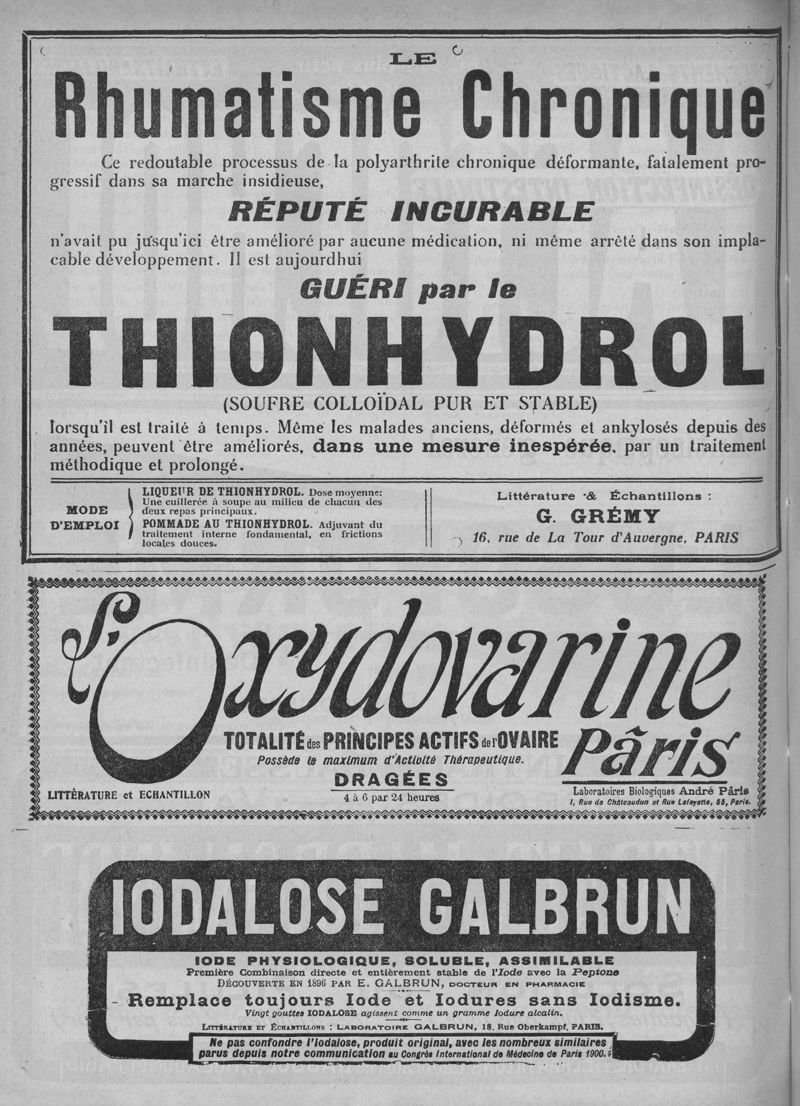 LE
Rhumatisme Chronique
Ce redoutable processus de la polyarthrite chronique déformante, fatalement pro-
gressif dans sa marche insidieuse,
RÉPUTÉ INCURABLE
n'avait pu jusqu'ici être amélioré par aucune médication, ni même arrêté dans son impla-
cable développement. Il est aujourd'hui
GUÉRI par le
THIONHYDROL
(SOUFRE COLLOÏDAL PUR ET STABLE)
lorsqu'il est traité à temps. Même les malades anciens, déformés et ankylosés depuis des
années, peuvent être améliorés, dans une mesure inespérée, par un traitement
méthodique et prolongé.
MODE
D'EMPLOI
LIQUEUR DE THIONHYDROL. Dose moyenne:
Une cuillerée à soupe au milieu de chacun des
deux repas principaux.
POMMADE AU THIONHYDROL. Adjuvant du
traitement interne fondamental, en frictions
locales douces.
Littérature & Échantillons :
G. GRÉMY
16, rue de La Tour d'Auvergne, PARIS
L'Oxydovarine
TOTALITÉ des PRINCIPES ACTIFS de l'OVAIRE
Pâris
Possède le maximum d'Activité Thérapeutique.
DRAGÉES
4 à 6 par 24 heures
LITTÉRATURE et ECHANTILLON
Laboratoires Biologiques André Pâris
1, Rue de Châteaudun et Rue Lafayette, 55, Paris.
IODALOSE GALBRUN
IODE PHYSIOLOGIQUE, SOLUBLE, ASSIMILABLE
Première Combinaison directe et entièrement stable de l'Iode avec la Peptone
DÉCOUVERTE EN 1896 PAR E. GALBRUN, DOCTEUR EN PHARMACIE
Remplace toujours Iode et Iodures sans Iodisme.
Vingt gouttes IODALOSE agissent comme un gramme Iodure alcalin.
LITTÉRATURE ET ÉCHANTILLONS : LABORATOIRE GALBRUN, 18, Rue Oberkampf, PARIS.
Ne pas confondre l'Iodalose, produit original, avec les nombreux similaires
parus depuis notre communication au Congrès International de Médecine de Paris 1900.